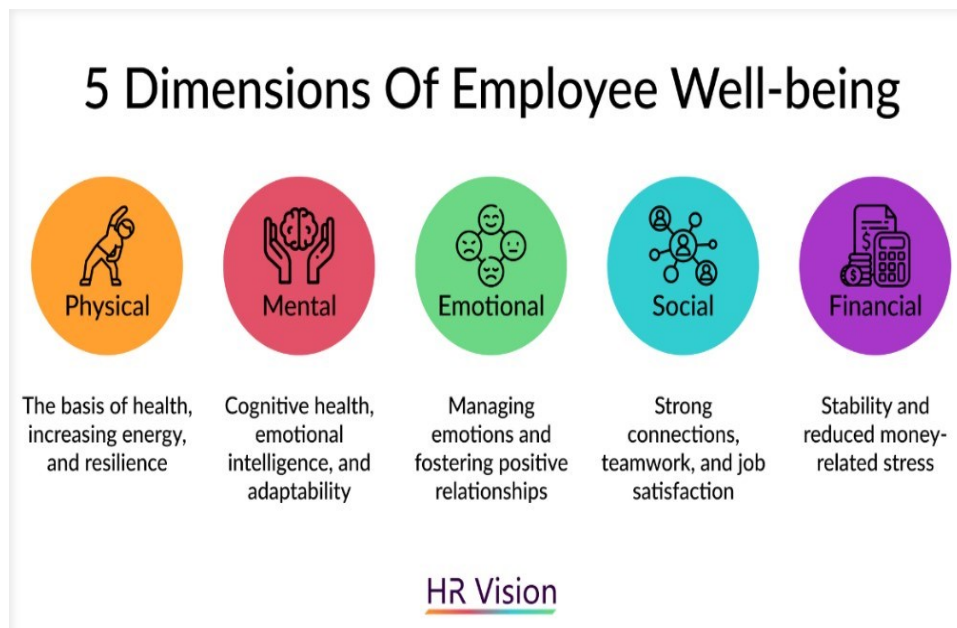 5 Dimensions Of Employee Well-being
Physical
The basis of health,
increasing energy,
and resilience
Mental
Cognitive health,
emotional
intelligence, and
adaptability
Emotional
Managing
emotions and
fostering positive
relationships
Social
Strong
connections,
teamwork, and job
satisfaction
$
$
Financial
Stability and
reduced money-
related stress
HR Vision